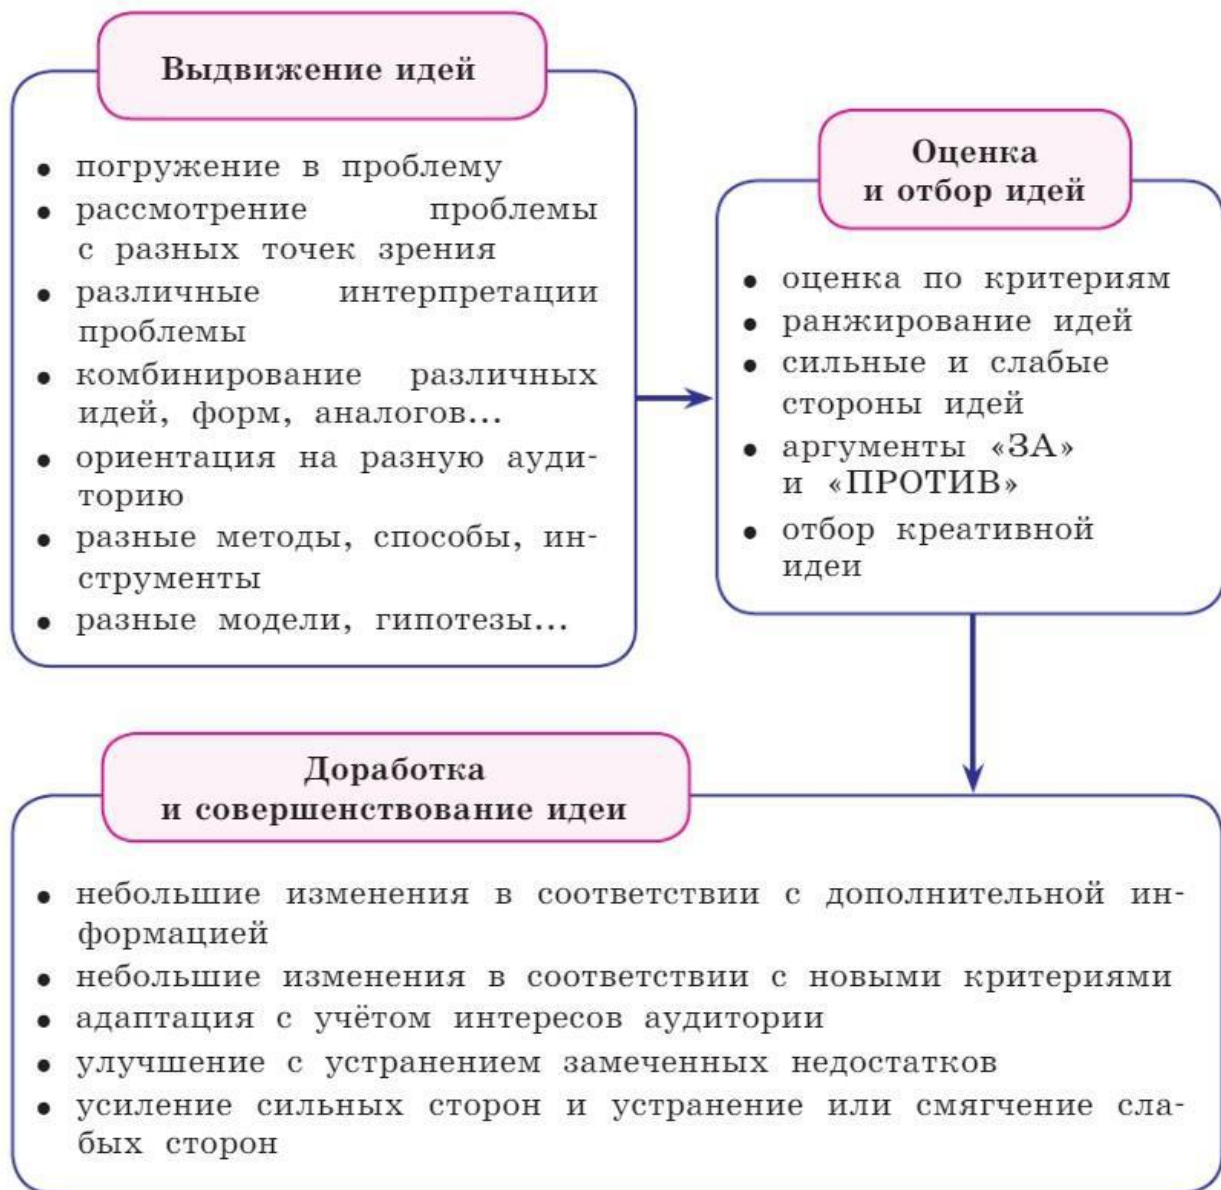 Выдвижение идей
• погружение в проблему
• рассмотрение проблемы
с разных точек зрения
• различные интерпретации
проблемы
• комбинирование различных
идей, форм, аналогов...
• ориентация на разную ауди-
торию
• разные методы, способы, ин-
струменты
• разные модели, гипотезы...
Оценка
и отбор идей
• оценка по критериям
• ранжирование идей
• сильные и слабые
стороны идей
• аргументы «ЗА»
и «ПРОТИВ»
• отбор креативной
идеи
Доработка
и совершенствование идеи
• небольшие изменения в соответствии с дополнительной ин-
формацией
• небольшие изменения в соответствии с новыми критериями
• адаптация с учётом интересов аудитории
• улучшение с устранением замеченных недостатков
• усиление сильных сторон и устранение или смягчение сла-
бых сторон